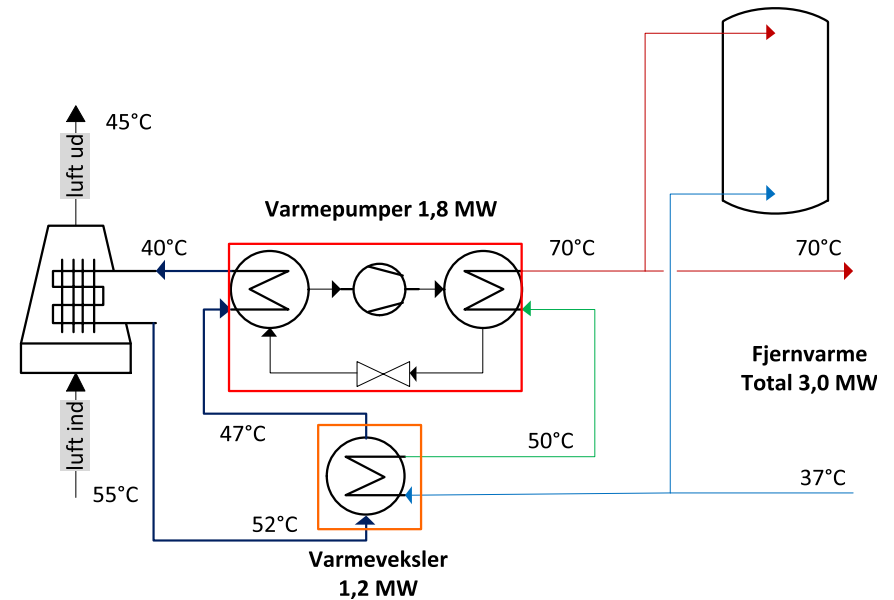 45°C
luft ud
Varmepumper 1,8 MW
40°C
70°C
70°C
Fjernvarme
Total 3,0 MW
47°C
luft ind
50°C
55°C
37°C
52°C
Varmeveksler
1,2 MW